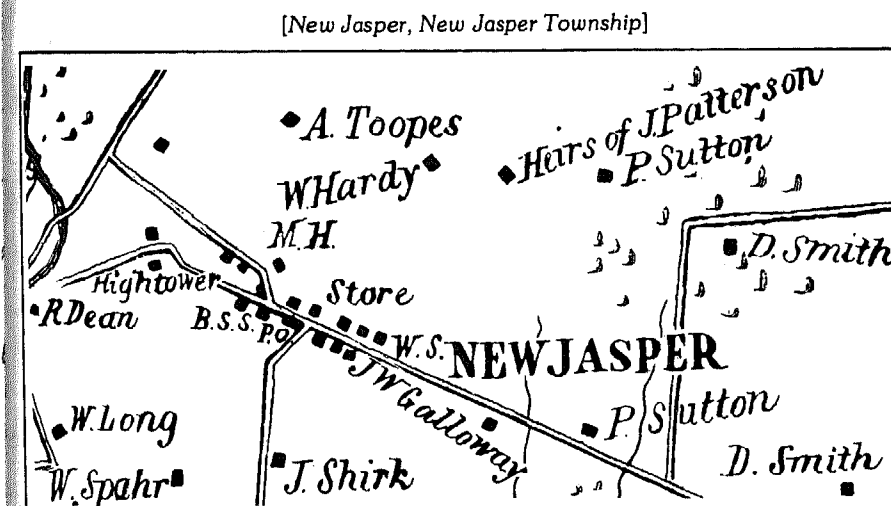 [New Jasper, New Jasper Township]
A. Toopes
Heirs of J. Patterson
W. Hardy
P. Sutton
M. H.
D. Smith
Hightower
Store
R Dean
B. S. S.
P.O.
W. S.
NEW JASPER
J W Galloway
W. Long
P. Sutton
J. Shirk
D. Smith
W. Spahr